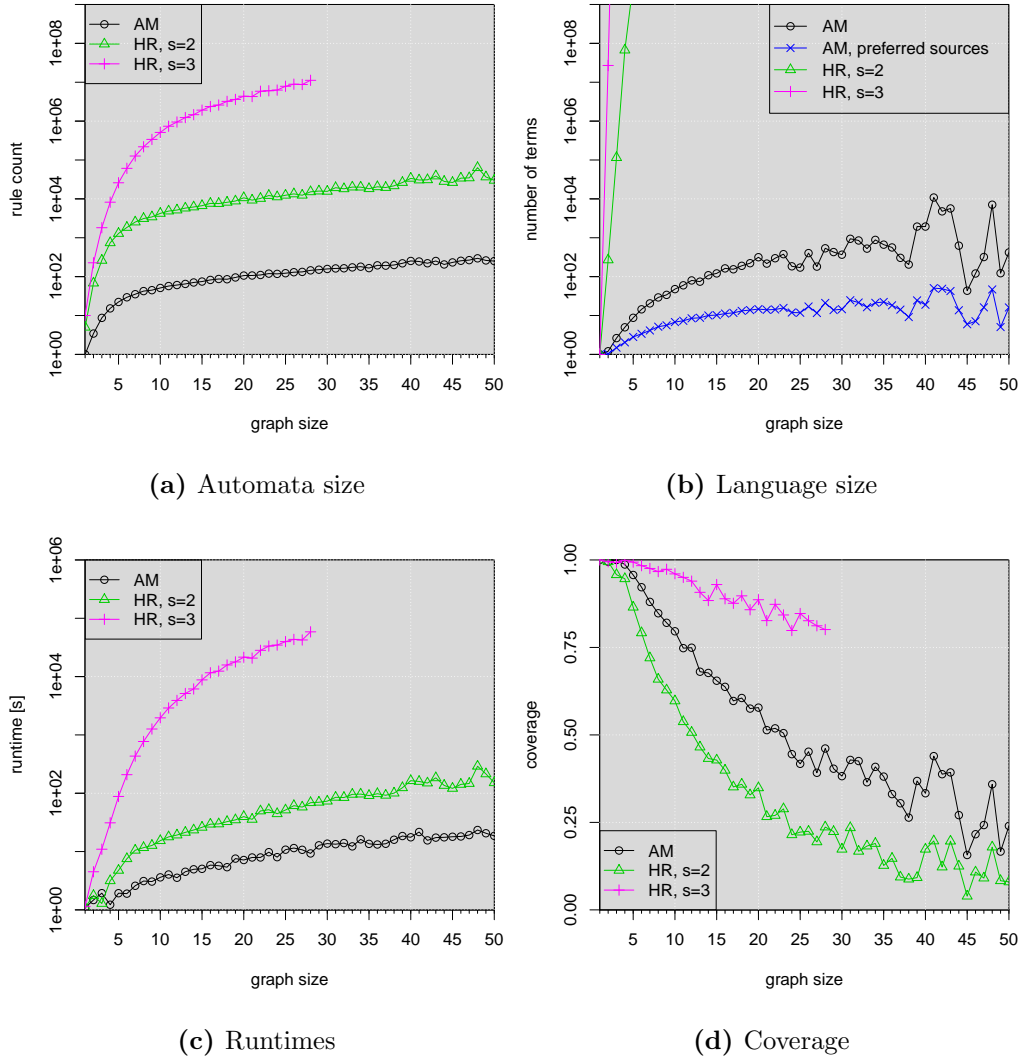 AM
HR, s=2
HR, s=3
rule count
1e+00 1e+02 1e+04 1e+06 1e+08
5 10 15 20 25 30 35 40 45 50
graph size
(a) Automata size
AM
AM, preferred sources
HR, s=2
HR, s=3
number of terms
1e+00 1e+02 1e+04 1e+06 1e+08
5 10 15 20 25 30 35 40 45 50
graph size
(b) Language size
AM
HR, s=2
HR, s=3
runtime [s]
1e+00 1e+02 1e+04 1e+06
5 10 15 20 25 30 35 40 45 50
graph size
(c) Runtimes
coverage
0.00 0.25 0.50 0.75 1.00
AM
HR, s=2
HR, s=3
5 10 15 20 25 30 35 40 45 50
graph size
(d) Coverage